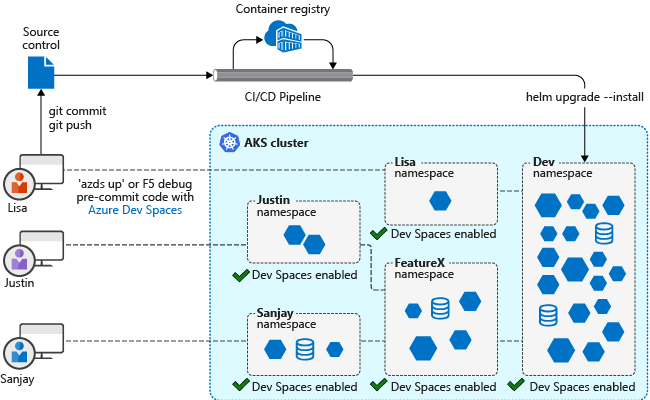 Container registry
Source
control
CI/CD Pipeline
helm upgrade --install
git commit
git push
AKS cluster
Lisa
'azds up' or F5 debug
pre-commit code with
Azure Dev Spaces
Lisa
namespace
Dev Spaces enabled
Dev
namespace
Justin
namespace
Dev Spaces enabled
Justin
FeatureX
namespace
Sanjay
namespace
Sanjay
Dev Spaces enabled
Dev Spaces enabled
Dev Spaces enabled